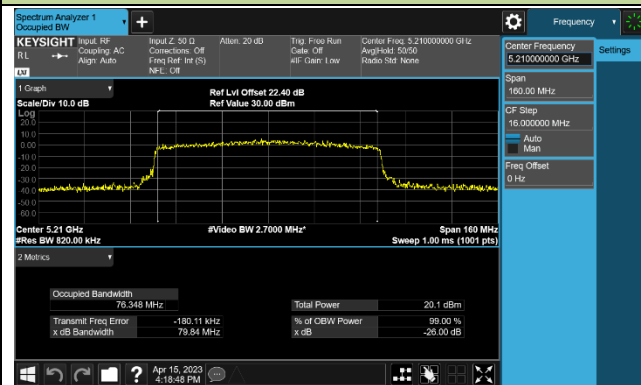 Spectrum Analyzer 1
Occupied BW
+
Frequency
KEYSIGHT
Input: RF
Input Z: 50 Ω
Atten: 20 dB
Trig: Free Run
Center Freq: 5.210000000 GHz
RL
Coupling: AC
Corrections: Off
Gate: Off
Avg|Hold: 50/50
Align: Auto
Freq Ref: Int (S)
#IF Gain: Low
Radio Std: None
LXI
NFE: Off
Center Frequency
5.210000000 GHz
Settings
Span
160.00 MHz
CF Step
16.000000 MHz
Auto
Man
Freq Offset
0 Hz
1 Graph
Ref Lvl Offset 22.40 dB
Scale/Div 10.0 dB
Ref Value 30.00 dBm
Log
20.0
10.0
0.00
-10.0
-20.0
-30.0
-40.0
-50.0
-60.0
Center 5.21 GHz
#Video BW 2.7000 MHz*
Span 160 MHz
#Res BW 820.00 kHz
Sweep 1.00 ms (1001 pts)
2 Metrics
Occupied Bandwidth
76.348 MHz
Total Power
20.1 dBm
Transmit Freq Error
-180.11 kHz
% of OBW Power
99.00 %
x dB Bandwidth
79.84 MHz
x dB
-26.00 dB
?
Apr 15, 2023
4:18:48 PM